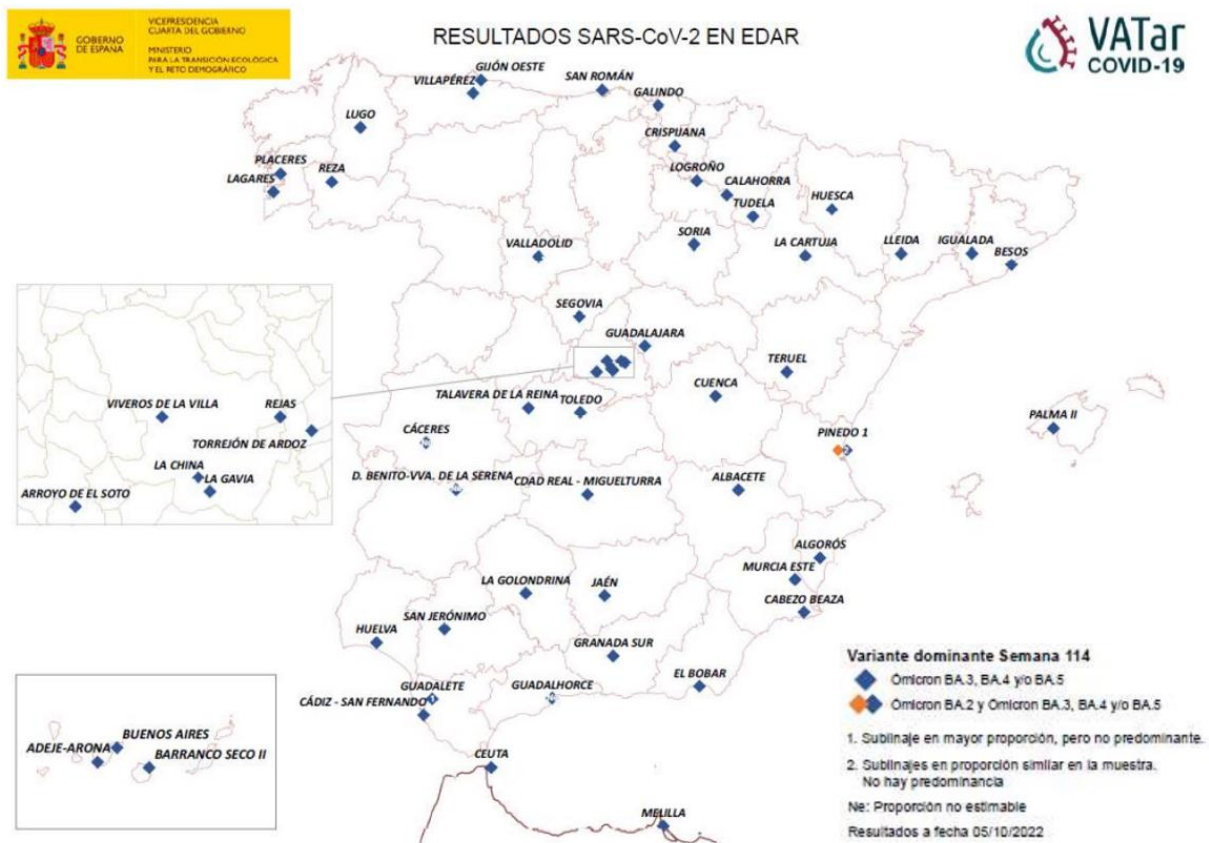 GOBIERNO
DE ESPAÑA
VICEPRESIDENCIA
CUARTA DEL GOBIERNO
MINISTERIO
PARA LA TRANSICIÓN ECOLÓGICA
Y EL RETO DEMOGRÁFICO
RESULTADOS SARS-CoV-2 EN EDAR
VATar
COVID-19
GIJÓN OESTE
VILLAPÉREZ
SAN ROMÁN
GALINDO
LUGO
CRISPIJANA
PLACERES
REZA
LAGARES
LOGROÑO
CALAHORRA
TUDELA
HUESCA
VALLADOLID
SORIA
LA CARTUJA
LLEIDA
IGUALADA
BESOS
SEGOVIA
GUADALAJARA
TERUEL
CUENCA
TALAVERA DE LA REINA
TOLEDO
VIVEROS DE LA VILLA
REJAS
TORREJÓN DE ARDOZ
LA CHINA
LA GAVIA
ARROYO DE EL SOTO
CÁCERES
Ne
PINEDO 1
2
PALMA II
D. BENITO-VVA. DE LA SERENA
Ne
CDAD REAL - MIGUELTURRA
ALBACETE
ALGORÓS
MURCIA ESTE
CABEZO BEAZA
LA GOLONDRINA
JAÉN
SAN JERÓNIMO
HUELVA
GRANADA SUR
EL BOBAR
GUADALETE
1
GUADALHORCE
Ne
CÁDIZ - SAN FERNANDO
CEUTA
MELILLA
BUENOS AIRES
ADEJE-ARONA
BARRANCO SECO II
Variante dominante Semana 114
Ómicron BA.3, BA.4 y/o BA.5
Ómicron BA.2 y Ómicron BA.3, BA.4 y/o BA.5
1. Sublinaje en mayor proporción, pero no predominante.
2. Sublinajes en proporción similar en la muestra.
No hay predominancia
Ne: Proporción no estimable
Resultados a fecha 05/10/2022